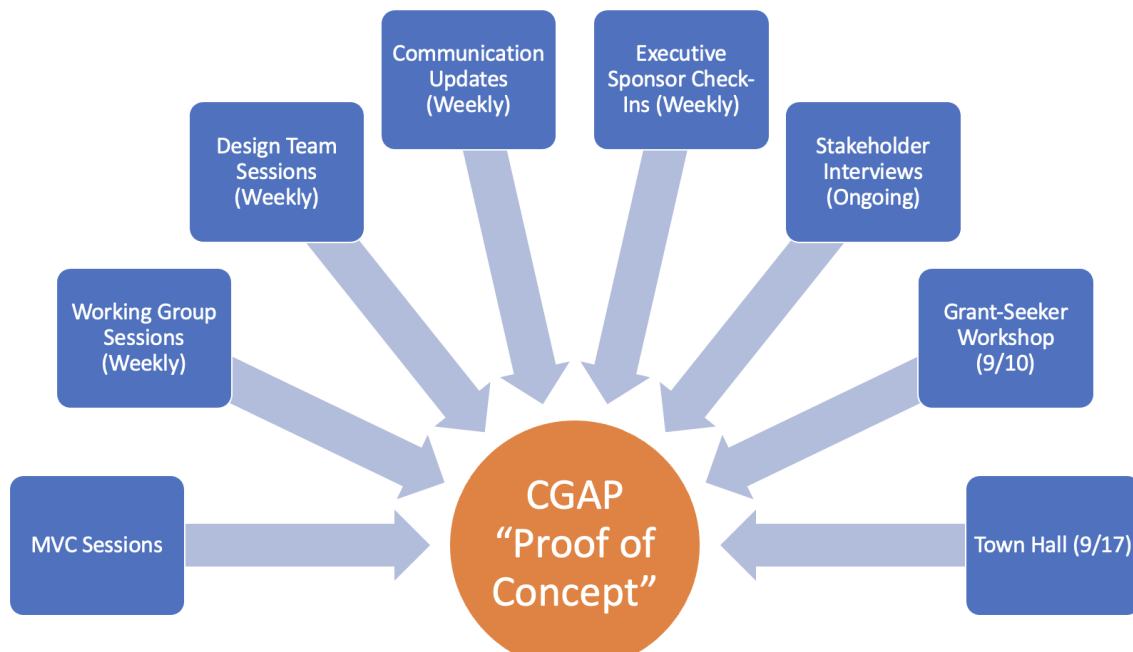 MVC Sessions
Working Group
Sessions
(Weekly)
Design Team
Sessions
(Weekly)
Communication
Updates
(Weekly)
Executive
Sponsor Check-
Ins (Weekly)
Stakeholder
Interviews
(Ongoing)
Grant-Seeker
Workshop
(9/10)
Town Hall (9/17)
CGAP
“Proof of
Concept”